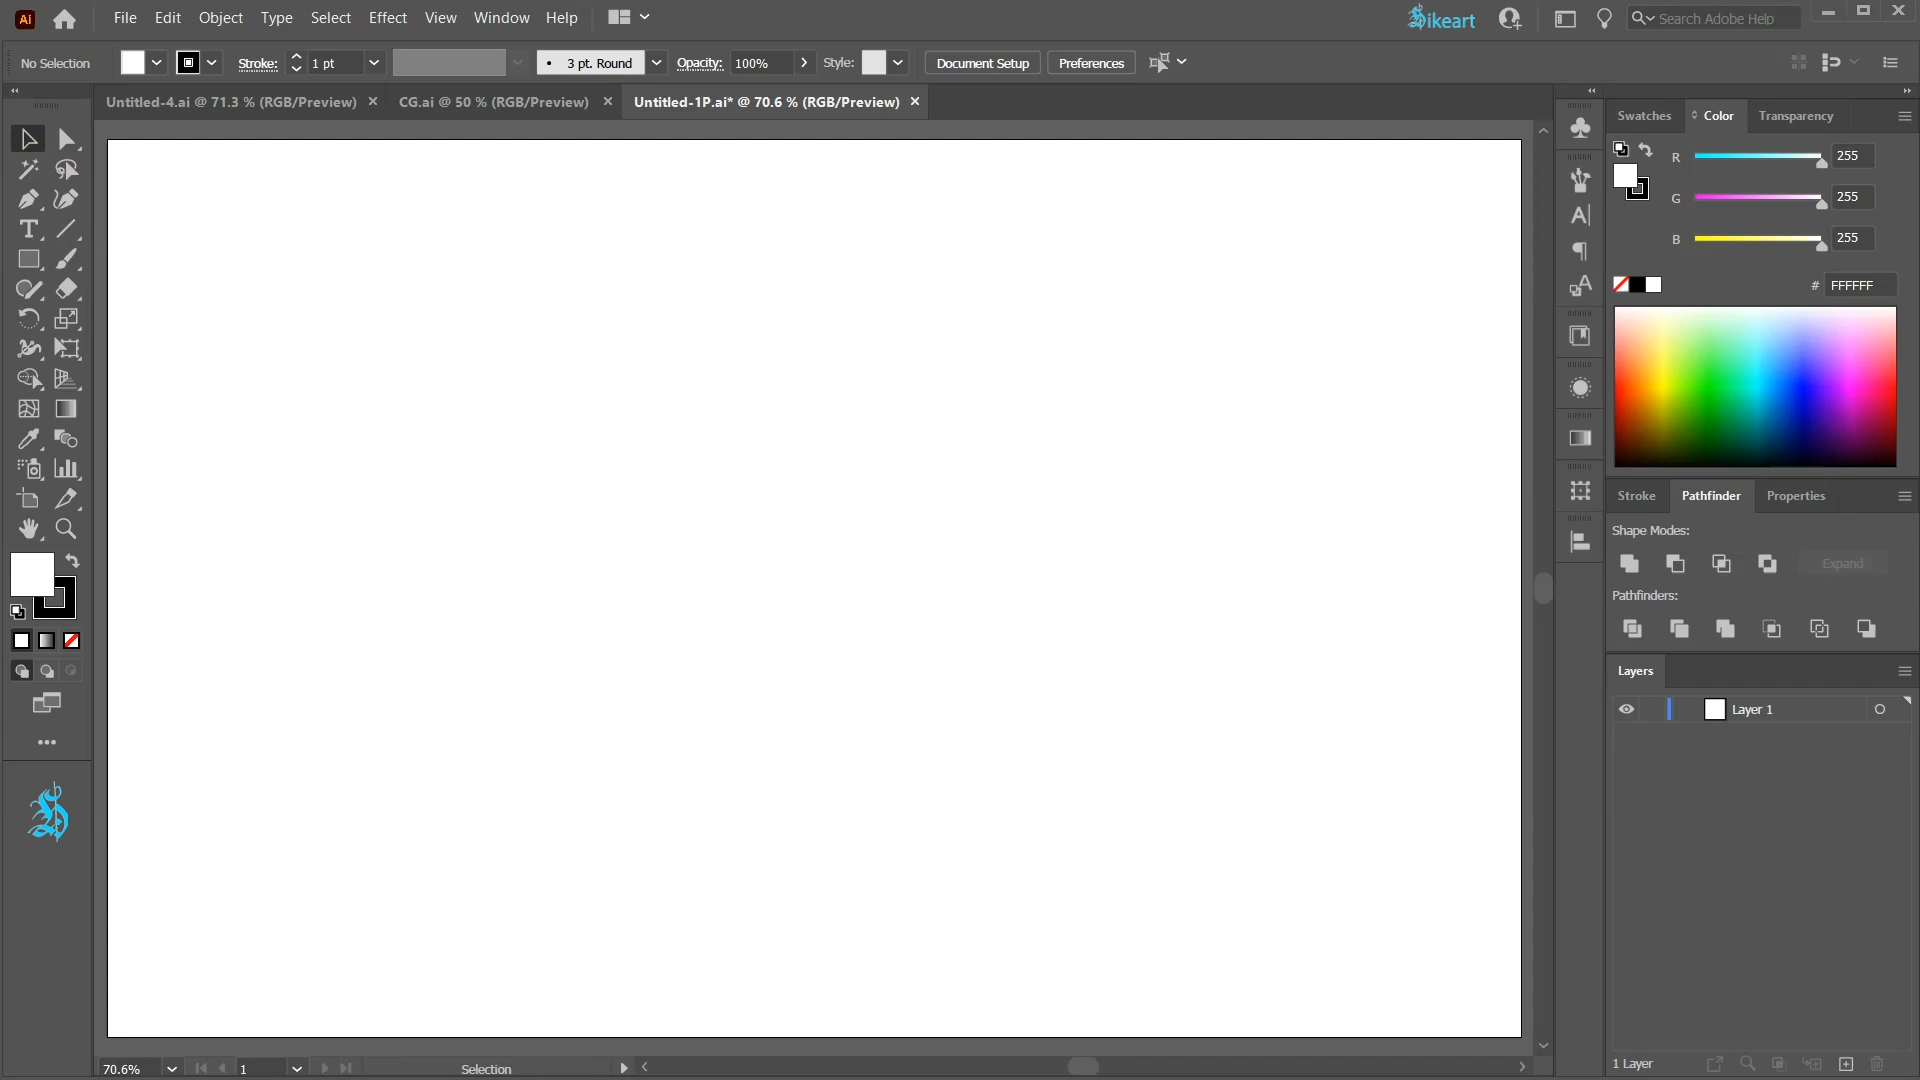 Ai
File Edit Object Type Select Effect View Window Help
Dikeart
Search Adobe Help
No Selection
Stroke: 1 pt
3 pt. Round
Opacity: 100%
Style:
Document Setup
Preferences
Untitled-4.ai @ 71.3 % (RGB/Preview)
CG.ai @ 50 % (RGB/Preview)
Untitled-1P.ai* @ 70.6 % (RGB/Preview)
Swatches Color Transparency
R 255
G 255
B 255
# FFFFFF
Stroke Pathfinder Properties
Shape Modes:
Expand
Pathfinders:
Layers
Layer 1
1 Layer
70.6%
1
Selection